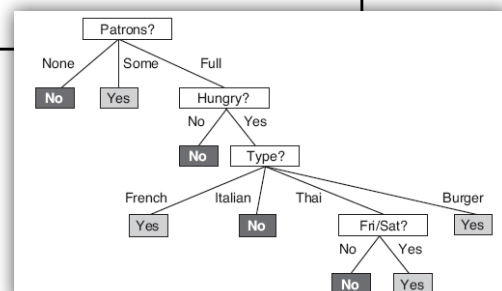 Patrons?
None Some Full
No Yes Hungry?
No Yes
No Type?
French Italian Thai Burger
Yes No Fri/Sat? Yes
No Yes
No Yes